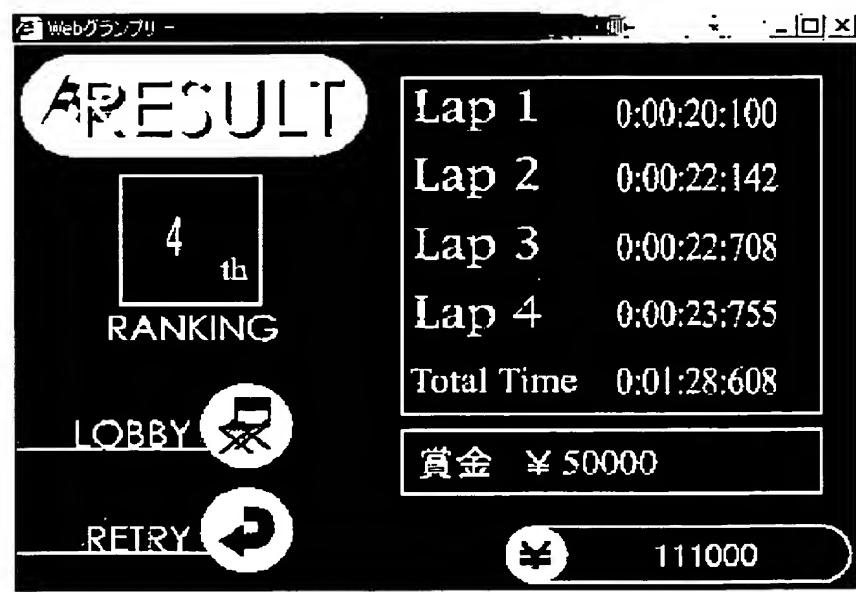 Webグランプリ -
RESULT
4 th
RANKING
LOBBY
RETRY
Lap 1 0:00:20:100
Lap 2 0:00:22:142
Lap 3 0:00:22:708
Lap 4 0:00:23:755
Total Time 0:01:28:608
賞金 ¥50000
¥ 111000